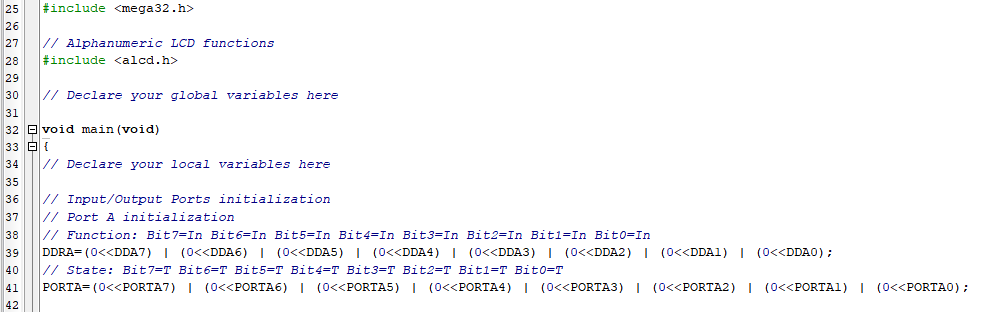 25 #include <mega32.h>
26
27 // Alphanumeric LCD functions
28 #include <alcd.h>
29
30 // Declare your global variables here
31
32 void main(void)
33 {
34 // Declare your local variables here
35
36 // Input/Output Ports initialization
37 // Port A initialization
38 // Function: Bit7=In Bit6=In Bit5=In Bit4=In Bit3=In Bit2=In Bit1=In Bit0=In
39 DDRA=(0<<DDA7) | (0<<DDA6) | (0<<DDA5) | (0<<DDA4) | (0<<DDA3) | (0<<DDA2) | (0<<DDA1) | (0<<DDA0);
40 // State: Bit7=T Bit6=T Bit5=T Bit4=T Bit3=T Bit2=T Bit1=T Bit0=T
41 PORTA=(0<<PORTA7) | (0<<PORTA6) | (0<<PORTA5) | (0<<PORTA4) | (0<<PORTA3) | (0<<PORTA2) | (0<<PORTA1) | (0<<PORTA0);
42